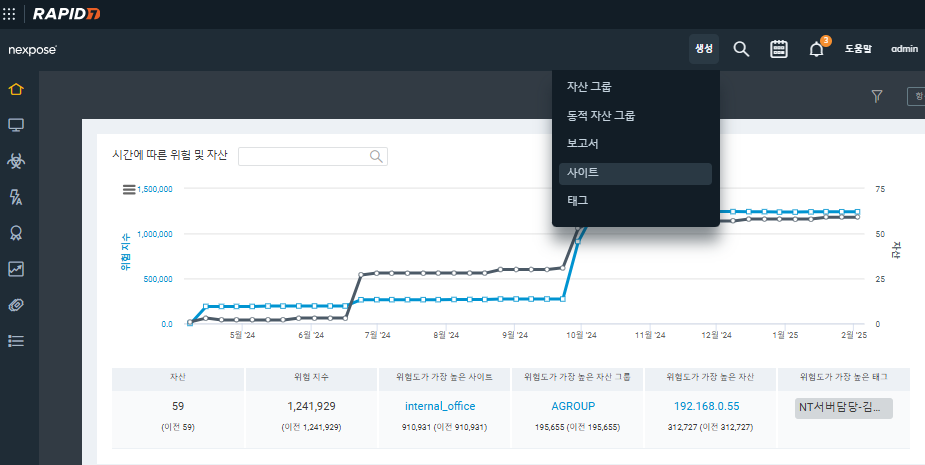 RAPID7
nexpose®
생성
3
도움말
admin
자산 그룹
동적 자산 그룹
보고서
사이트
태그
시간에 따른 위험 및 자산
1,500,000
1,000,000
500,000
0.0
위험 지수
75
50
25
0
자산
5월 '24
6월 '24
7월 '24
8월 '24
9월 '24
10월 '24
11월 '24
12월 '24
1월 '25
2월 '25
자산 위험 지수 위험도가 가장 높은 사이트 위험도가 가장 높은 자산 그룹 위험도가 가장 높은 자산 위험도가 가장 높은 태그
59 1,241,929 internal_office AGROUP 192.168.0.55 NT서버담당-김...
(이전 59) (이전 1,241,929) 910,931 (이전 910,931) 195,655 (이전 195,655) 312,727 (이전 312,727)